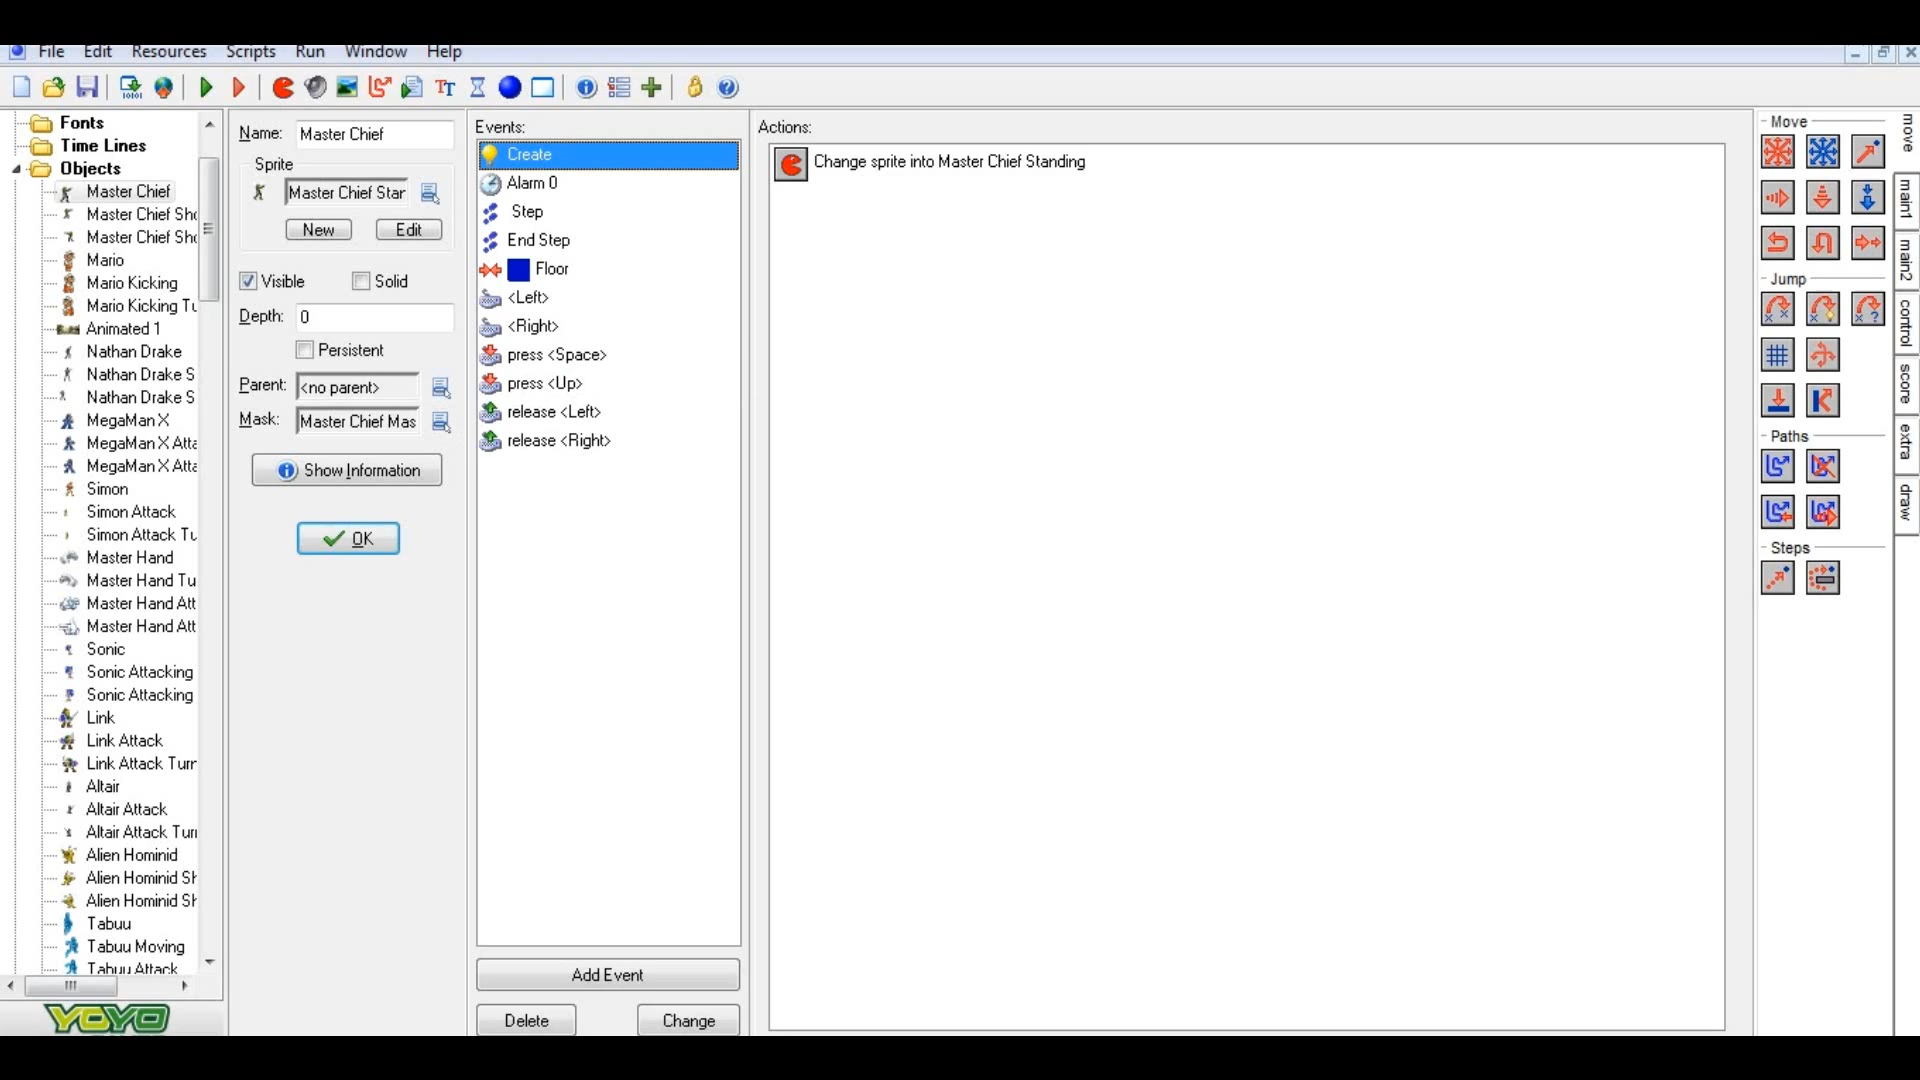 File Edit Resources Scripts Run Window Help
Fonts
Time Lines
Objects
Master Chief
Master Chief Sho
Master Chief Sho
Mario
Mario Kicking
Mario Kicking Tu
Animated 1
Nathan Drake
Nathan Drake S
Nathan Drake S
MegaMan X
MegaMan X Atta
MegaMan X Atta
Simon
Simon Attack
Simon Attack Tu
Master Hand
Master Hand Tu
Master Hand Att
Master Hand Att
Sonic
Sonic Attacking
Sonic Attacking
Link
Link Attack
Link Attack Turr
Altair
Altair Attack
Altair Attack Turr
Alien Hominid
Alien Hominid Sh
Alien Hominid Sh
Tabuu
Tabuu Moving
Tabuu Attack
YOYO
Name: Master Chief
Sprite
Master Chief Star
New Edit
Visible Solid
Depth: 0
Persistent
Parent: <no parent>
Mask: Master Chief Mas
Show Information
OK
Events:
Create
Alarm 0
Step
End Step
Floor
<Left>
<Right>
press <Space>
press <Up>
release <Left>
release <Right>
Add Event
Delete Change
Actions:
Change sprite into Master Chief Standing
Move
Jump
Paths
Steps
move
main1
main2
control
score
extra
draw